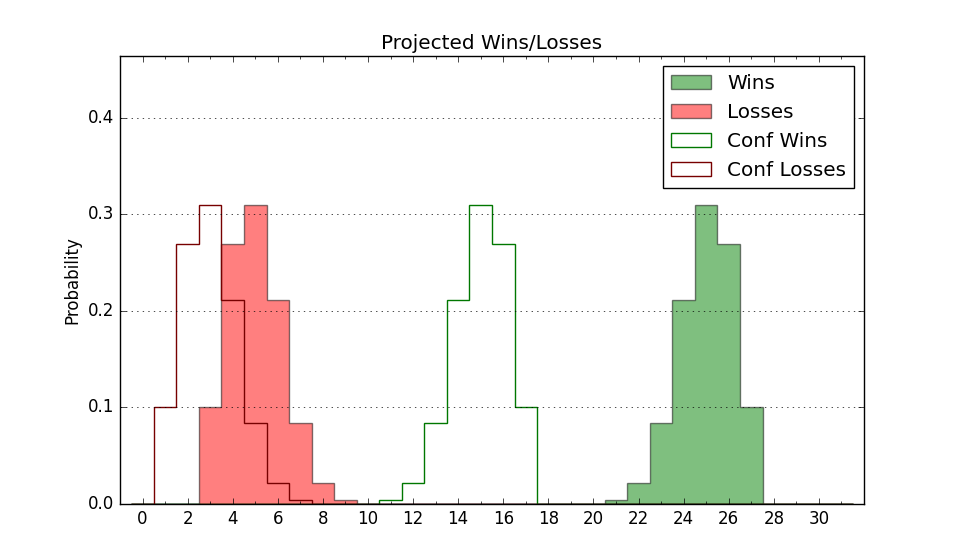 Projected Wins/Losses
Wins
Losses
Conf Wins
Conf Losses
Probability
0.4
0.3
0.2
0.1
0.0
0 2 4 6 8 10 12 14 16 18 20 22 24 26 28 30